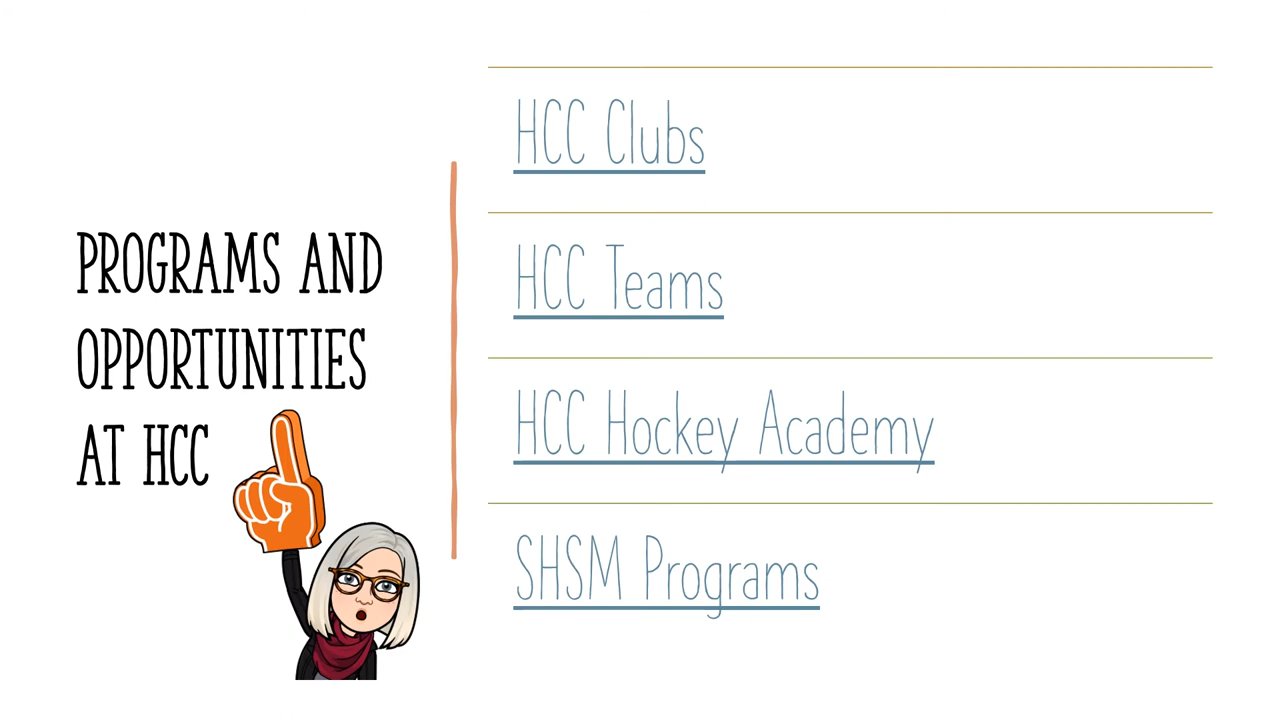 PROGRAMS AND
OPPORTUNITIES
AT HCC
HCC Clubs
HCC Teams
HCC Hockey Academy
SHSM Programs